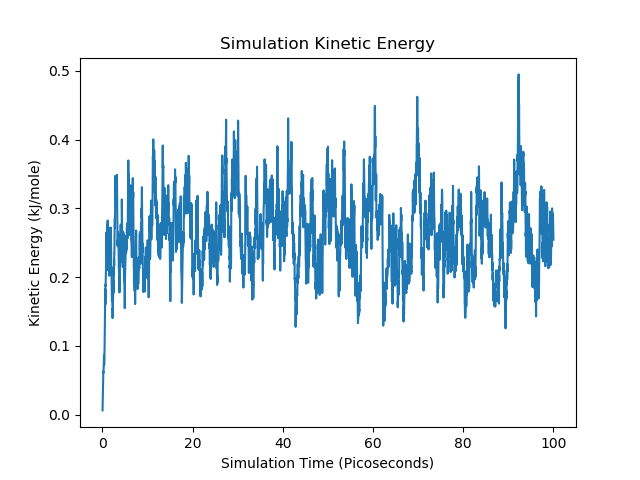 Simulation Kinetic Energy
0.5
0.4
0.3
0.2
0.1
0.0
Kinetic Energy (kJ/mole)
0 20 40 60 80 100
Simulation Time (Picoseconds)